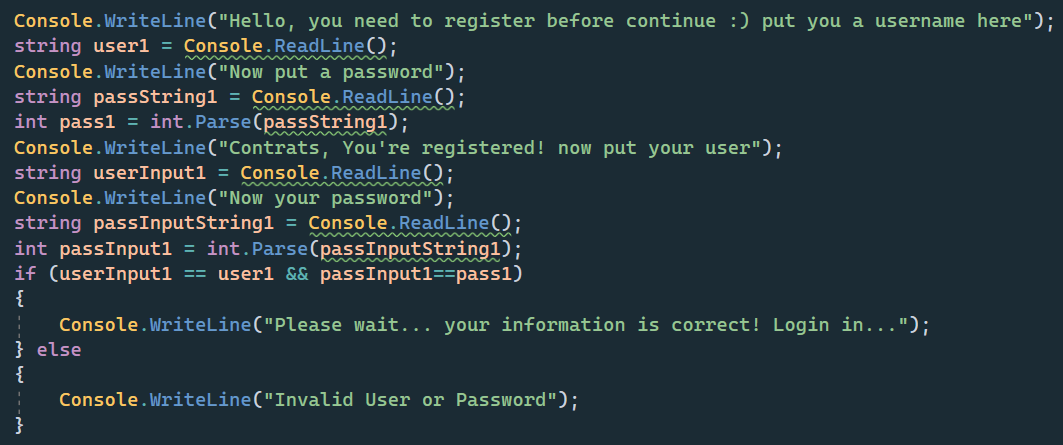 Console.WriteLine("Hello, you need to register before continue :) put you a username here");
string user1 = Console.ReadLine();
Console.WriteLine("Now put a password");
string passString1 = Console.ReadLine();
int pass1 = int.Parse(passString1);
Console.WriteLine("Contrats, You're registered! now put your user");
string userInput1 = Console.ReadLine();
Console.WriteLine("Now your password");
string passInputString1 = Console.ReadLine();
int passInput1 = int.Parse(passInputString1);
if (userInput1 == user1 && passInput1==pass1)
{
    Console.WriteLine("Please wait... your information is correct! Login in...");
} else
{
    Console.WriteLine("Invalid User or Password");
}